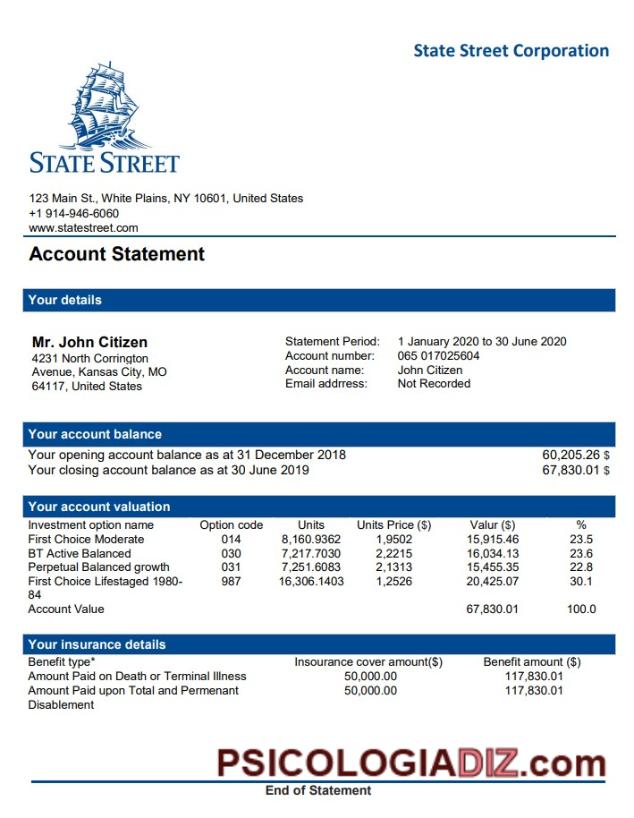 State Street Corporation
STATE STREET
123 Main St., White Plains, NY 10601, United States
+1 914-946-6060
www.statestreet.com
Account Statement
Your details
Mr. John Citizen
4231 North Corrington
Avenue, Kansas City, MO
64117, United States
Statement Period: 1 January 2020 to 30 June 2020
Account number: 065 017025604
Account name: John Citizen
Email addrress: Not Recorded
Your account balance
Your opening account balance as at 31 December 2018 60,205.26 $
Your closing account balance as at 30 June 2019 67,830.01 $
Your account valuation
Investment option name Option code Units Units Price ($) Valur ($) %
First Choice Moderate 014 8,160.9362 1,9502 15,915.46 23.5
BT Active Balanced 030 7,217.7030 2,2215 16,034.13 23.6
Perpetual Balanced growth 031 7,251.6083 2,1313 15,455.35 22.8
First Choice Lifestaged 1980- 987 16,306.1403 1,2526 20,425.07 30.1
84
Account Value 67,830.01 100.0
Your insurance details
Benefit type* Insourance cover amount($) Benefit amount ($)
Amount Paid on Death or Terminal Illness 50,000.00 117,830.01
Amount Paid upon Total and Permenant 50,000.00 117,830.01
Disablement
PSICOLOGIADIZ.com
End of Statement